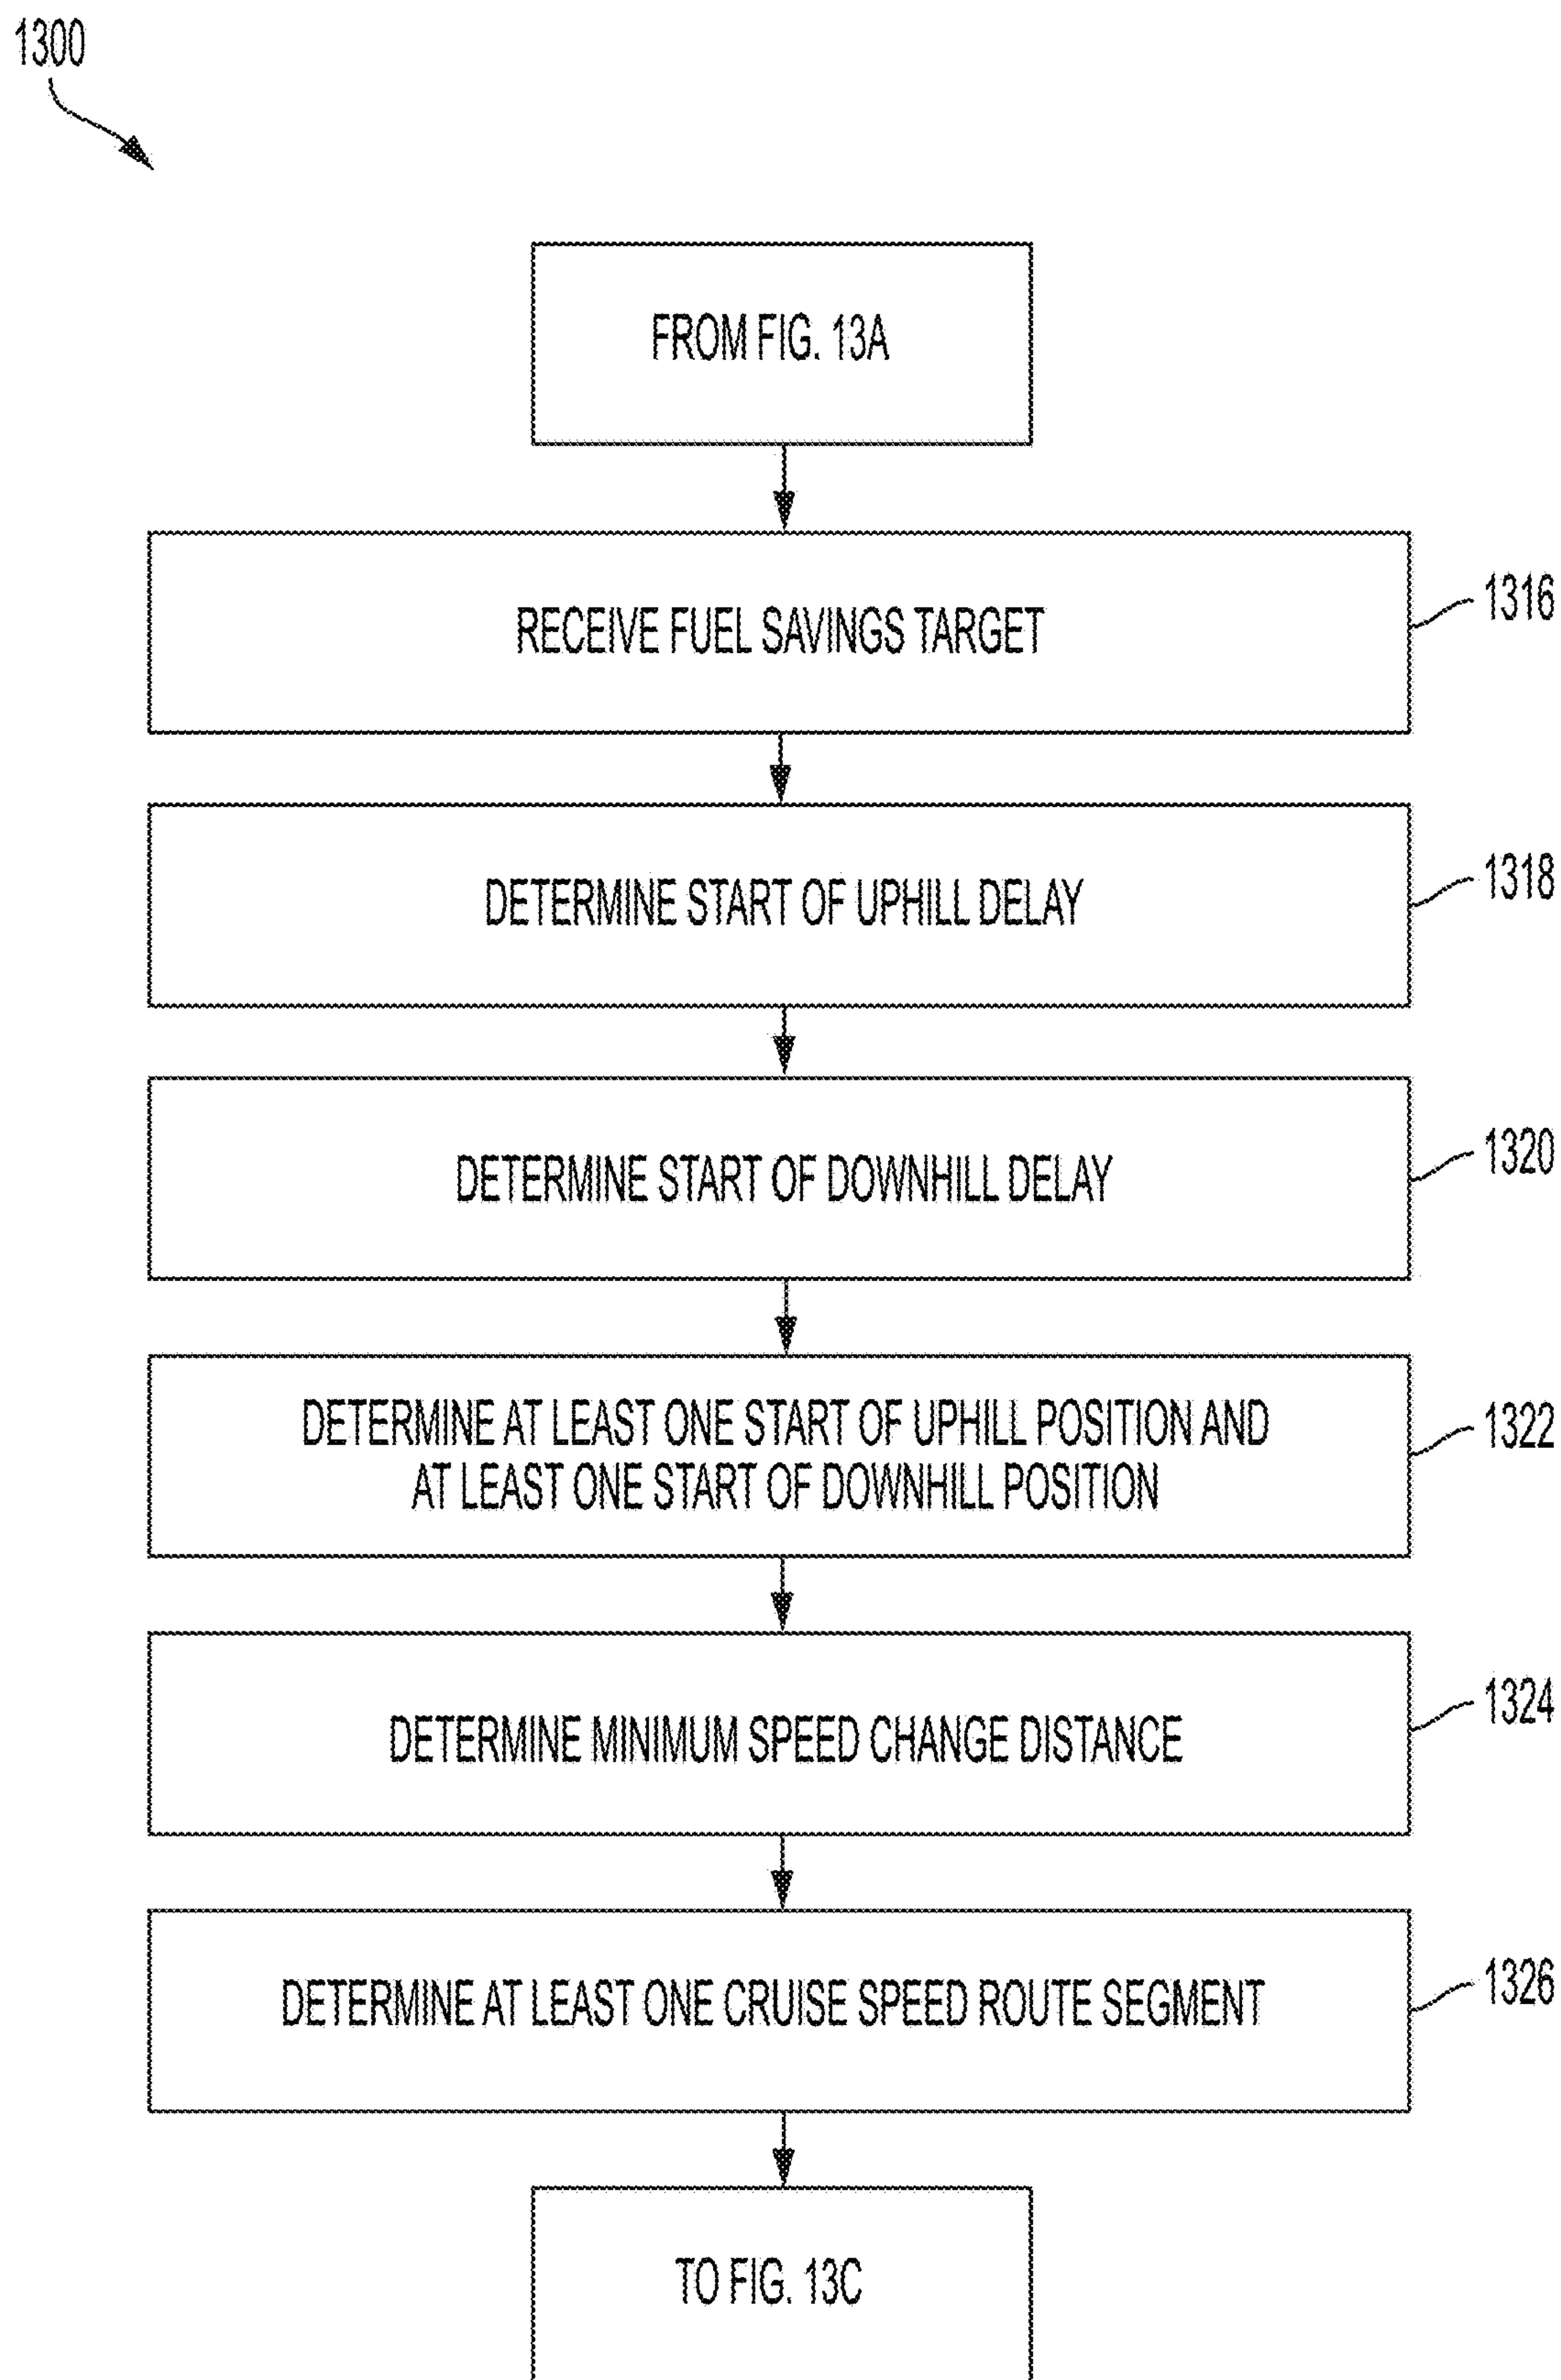 1300
FROM FIG. 13A
RECEIVE FUEL SAVINGS TARGET
1316
DETERMINE START OF UPHILL DELAY
1318
DETERMINE START OF DOWNHILL DELAY
1320
DETERMINE AT LEAST ONE START OF UPHILL POSITION AND
AT LEAST ONE START OF DOWNHILL POSITION
1322
DETERMINE MINIMUM SPEED CHANGE DISTANCE
1324
DETERMINE AT LEAST ONE CRUISE SPEED ROUTE SEGMENT
1326
TO FIG. 13C